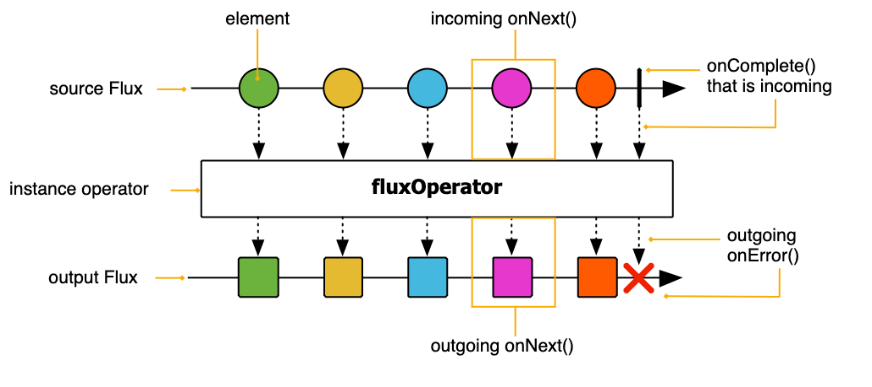 element
incoming onNext()
source Flux
onComplete()
that is incoming
instance operator
fluxOperator
outgoing
onError()
output Flux
outgoing onNext()